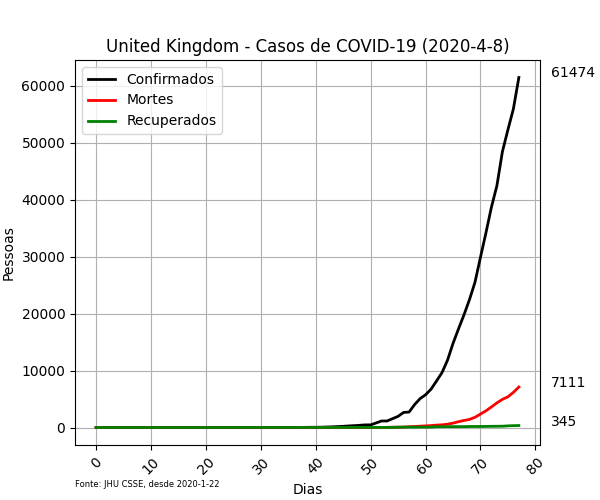 United Kingdom - Casos de COVID-19 (2020-4-8)
Confirmados
Mortes
Recuperados
61474
7111
345
60000
50000
40000
30000
20000
10000
0
Pessoas
0 10 20 30 40 50 60 70 80
Dias
Fonte: JHU CSSE, desde 2020-1-22